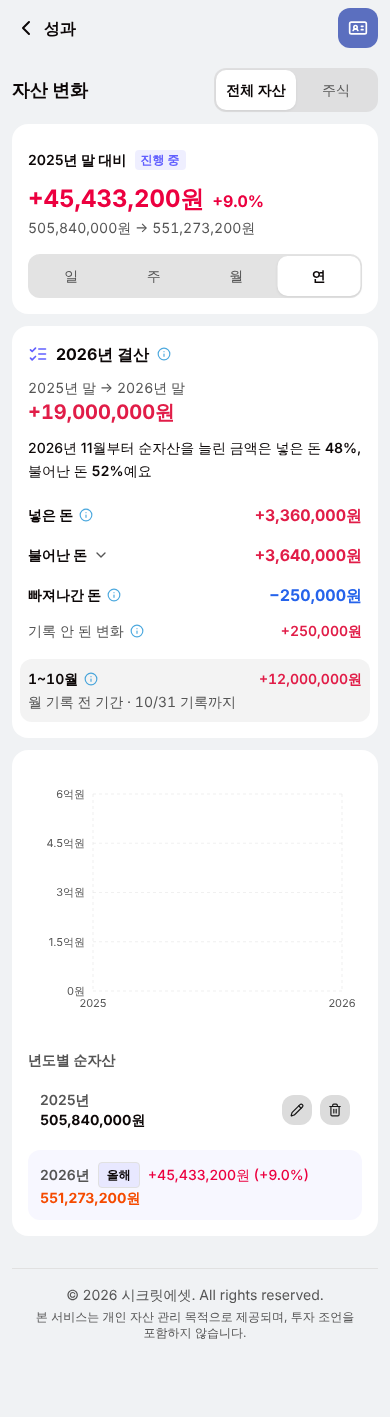 성과
자산 변화
전체 자산 주식
2025년 말 대비 진행 중
+45,433,200원 +9.0%
505,840,000원 → 551,273,200원
일 주 월 연
2026년 결산
2025년 말 → 2026년 말
+19,000,000원
2026년 11월부터 순자산을 늘린 금액은 넣은 돈 48%,
불어난 돈 52%예요
넣은 돈 +3,360,000원
불어난 돈 +3,640,000원
빠져나간 돈 −250,000원
기록 안 된 변화 +250,000원
1~10월 +12,000,000원
월 기록 전 기간 · 10/31 기록까지
6억원
4.5억원
3억원
1.5억원
0원
2025 2026
년도별 순자산
2025년
505,840,000원
2026년 올해 +45,433,200원 (+9.0%)
551,273,200원
© 2026 시크릿에셋. All rights reserved.
본 서비스는 개인 자산 관리 목적으로 제공되며, 투자 조언을
포함하지 않습니다.